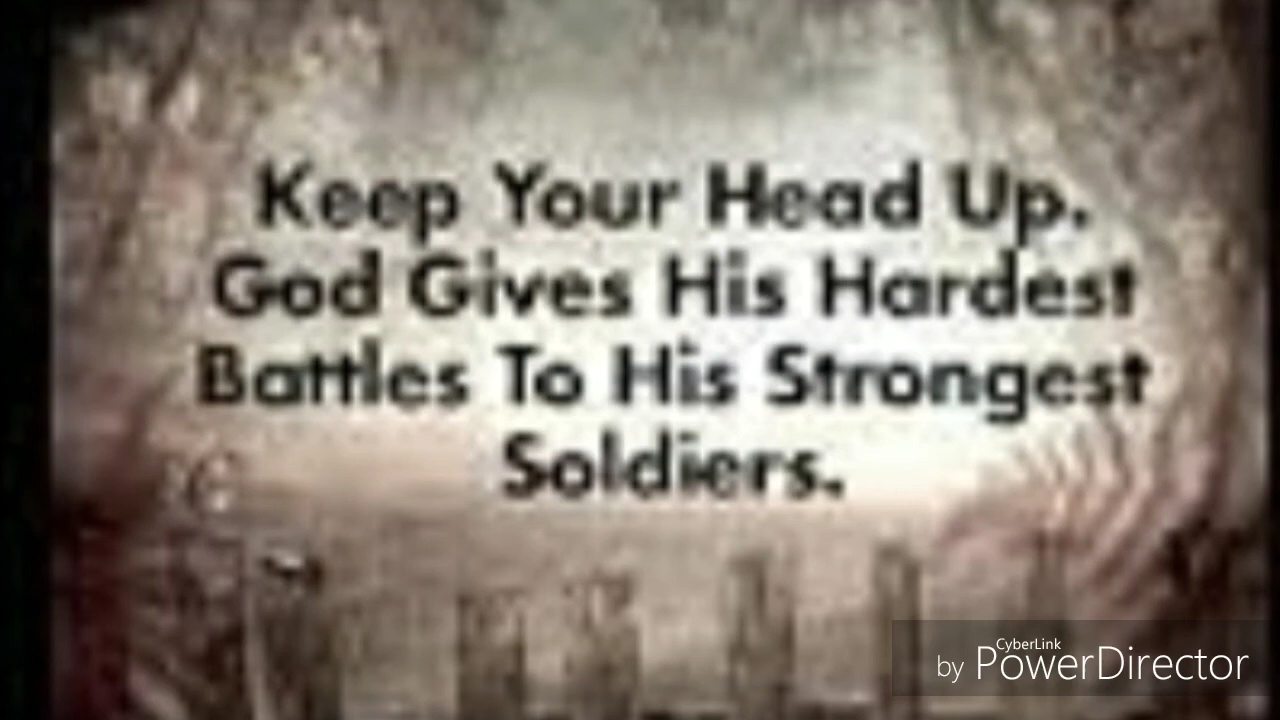 Keep Your Head Up.
God Gives His Hardest
Battles To His Strongest
Soldiers.
CyberLink
by PowerDirector